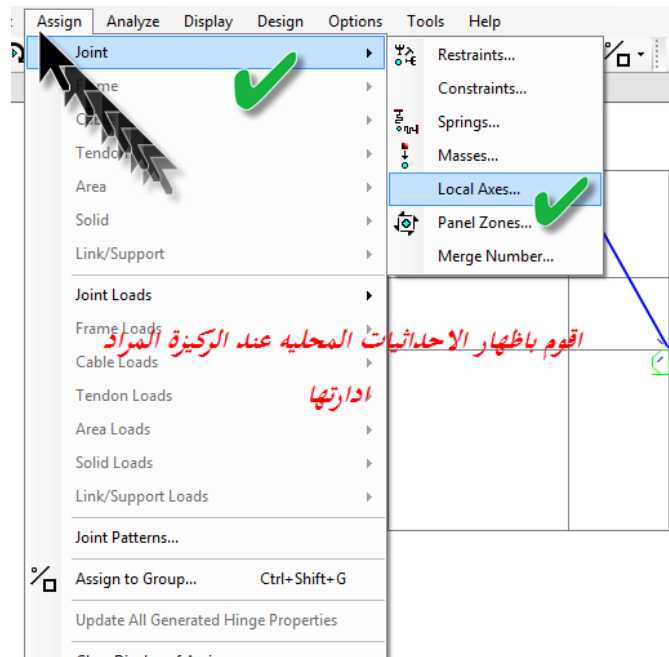 Assign Analyze Display Design Options Tools Help
Joint
Restraints...
Constraints...
Springs...
Masses...
Local Axes...
Panel Zones...
Merge Number...
Area
Solid
Link/Support
Joint Loads
Frame Loads
اقوم باظهار الاحداثيات المحليه عند الركيزة المراد
ادارتها
Cable Loads
Tendon Loads
Area Loads
Solid Loads
Link/Support Loads
Joint Patterns...
Assign to Group... Ctrl+Shift+G
Update All Generated Hinge Properties